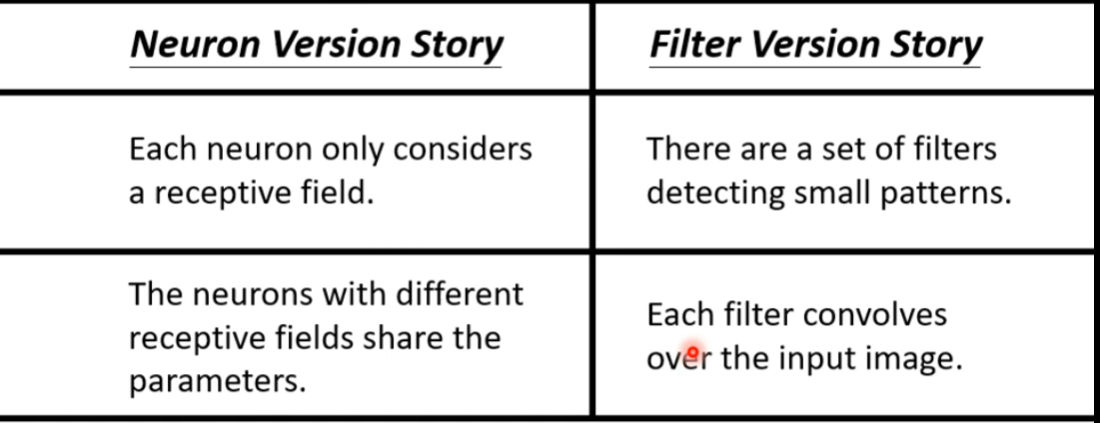 Neuron Version Story
Filter Version Story
Each neuron only considers
a receptive field.
There are a set of filters
detecting small patterns.
The neurons with different
receptive fields share the
parameters.
Each filter convolves
over the input image.